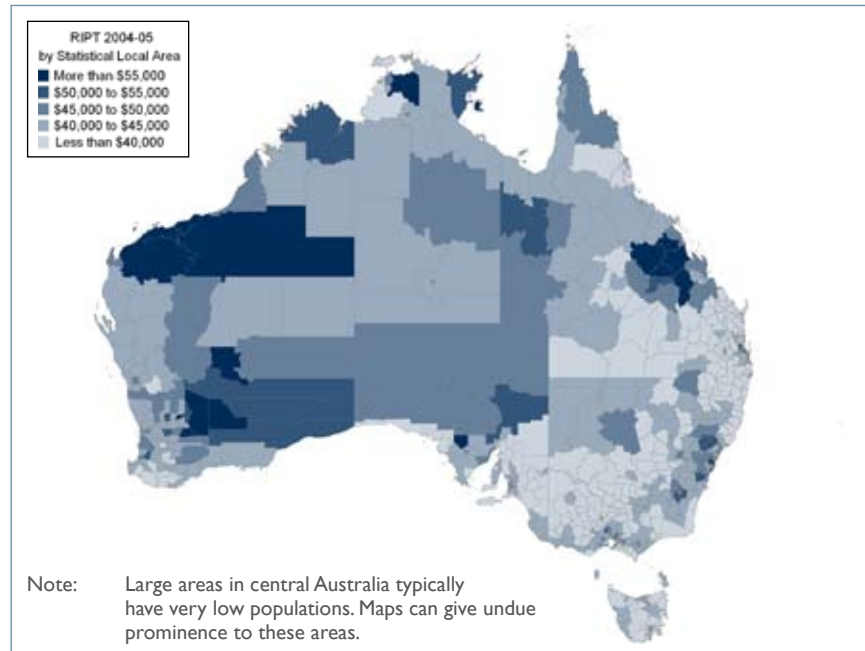 RIPT 2004-05
by Statistical Local Area
More than $55,000
$50,000 to $55,000
$45,000 to $50,000
$40,000 to $45,000
Less than $40,000
Note: Large areas in central Australia typically
have very low populations. Maps can give undue
prominence to these areas.